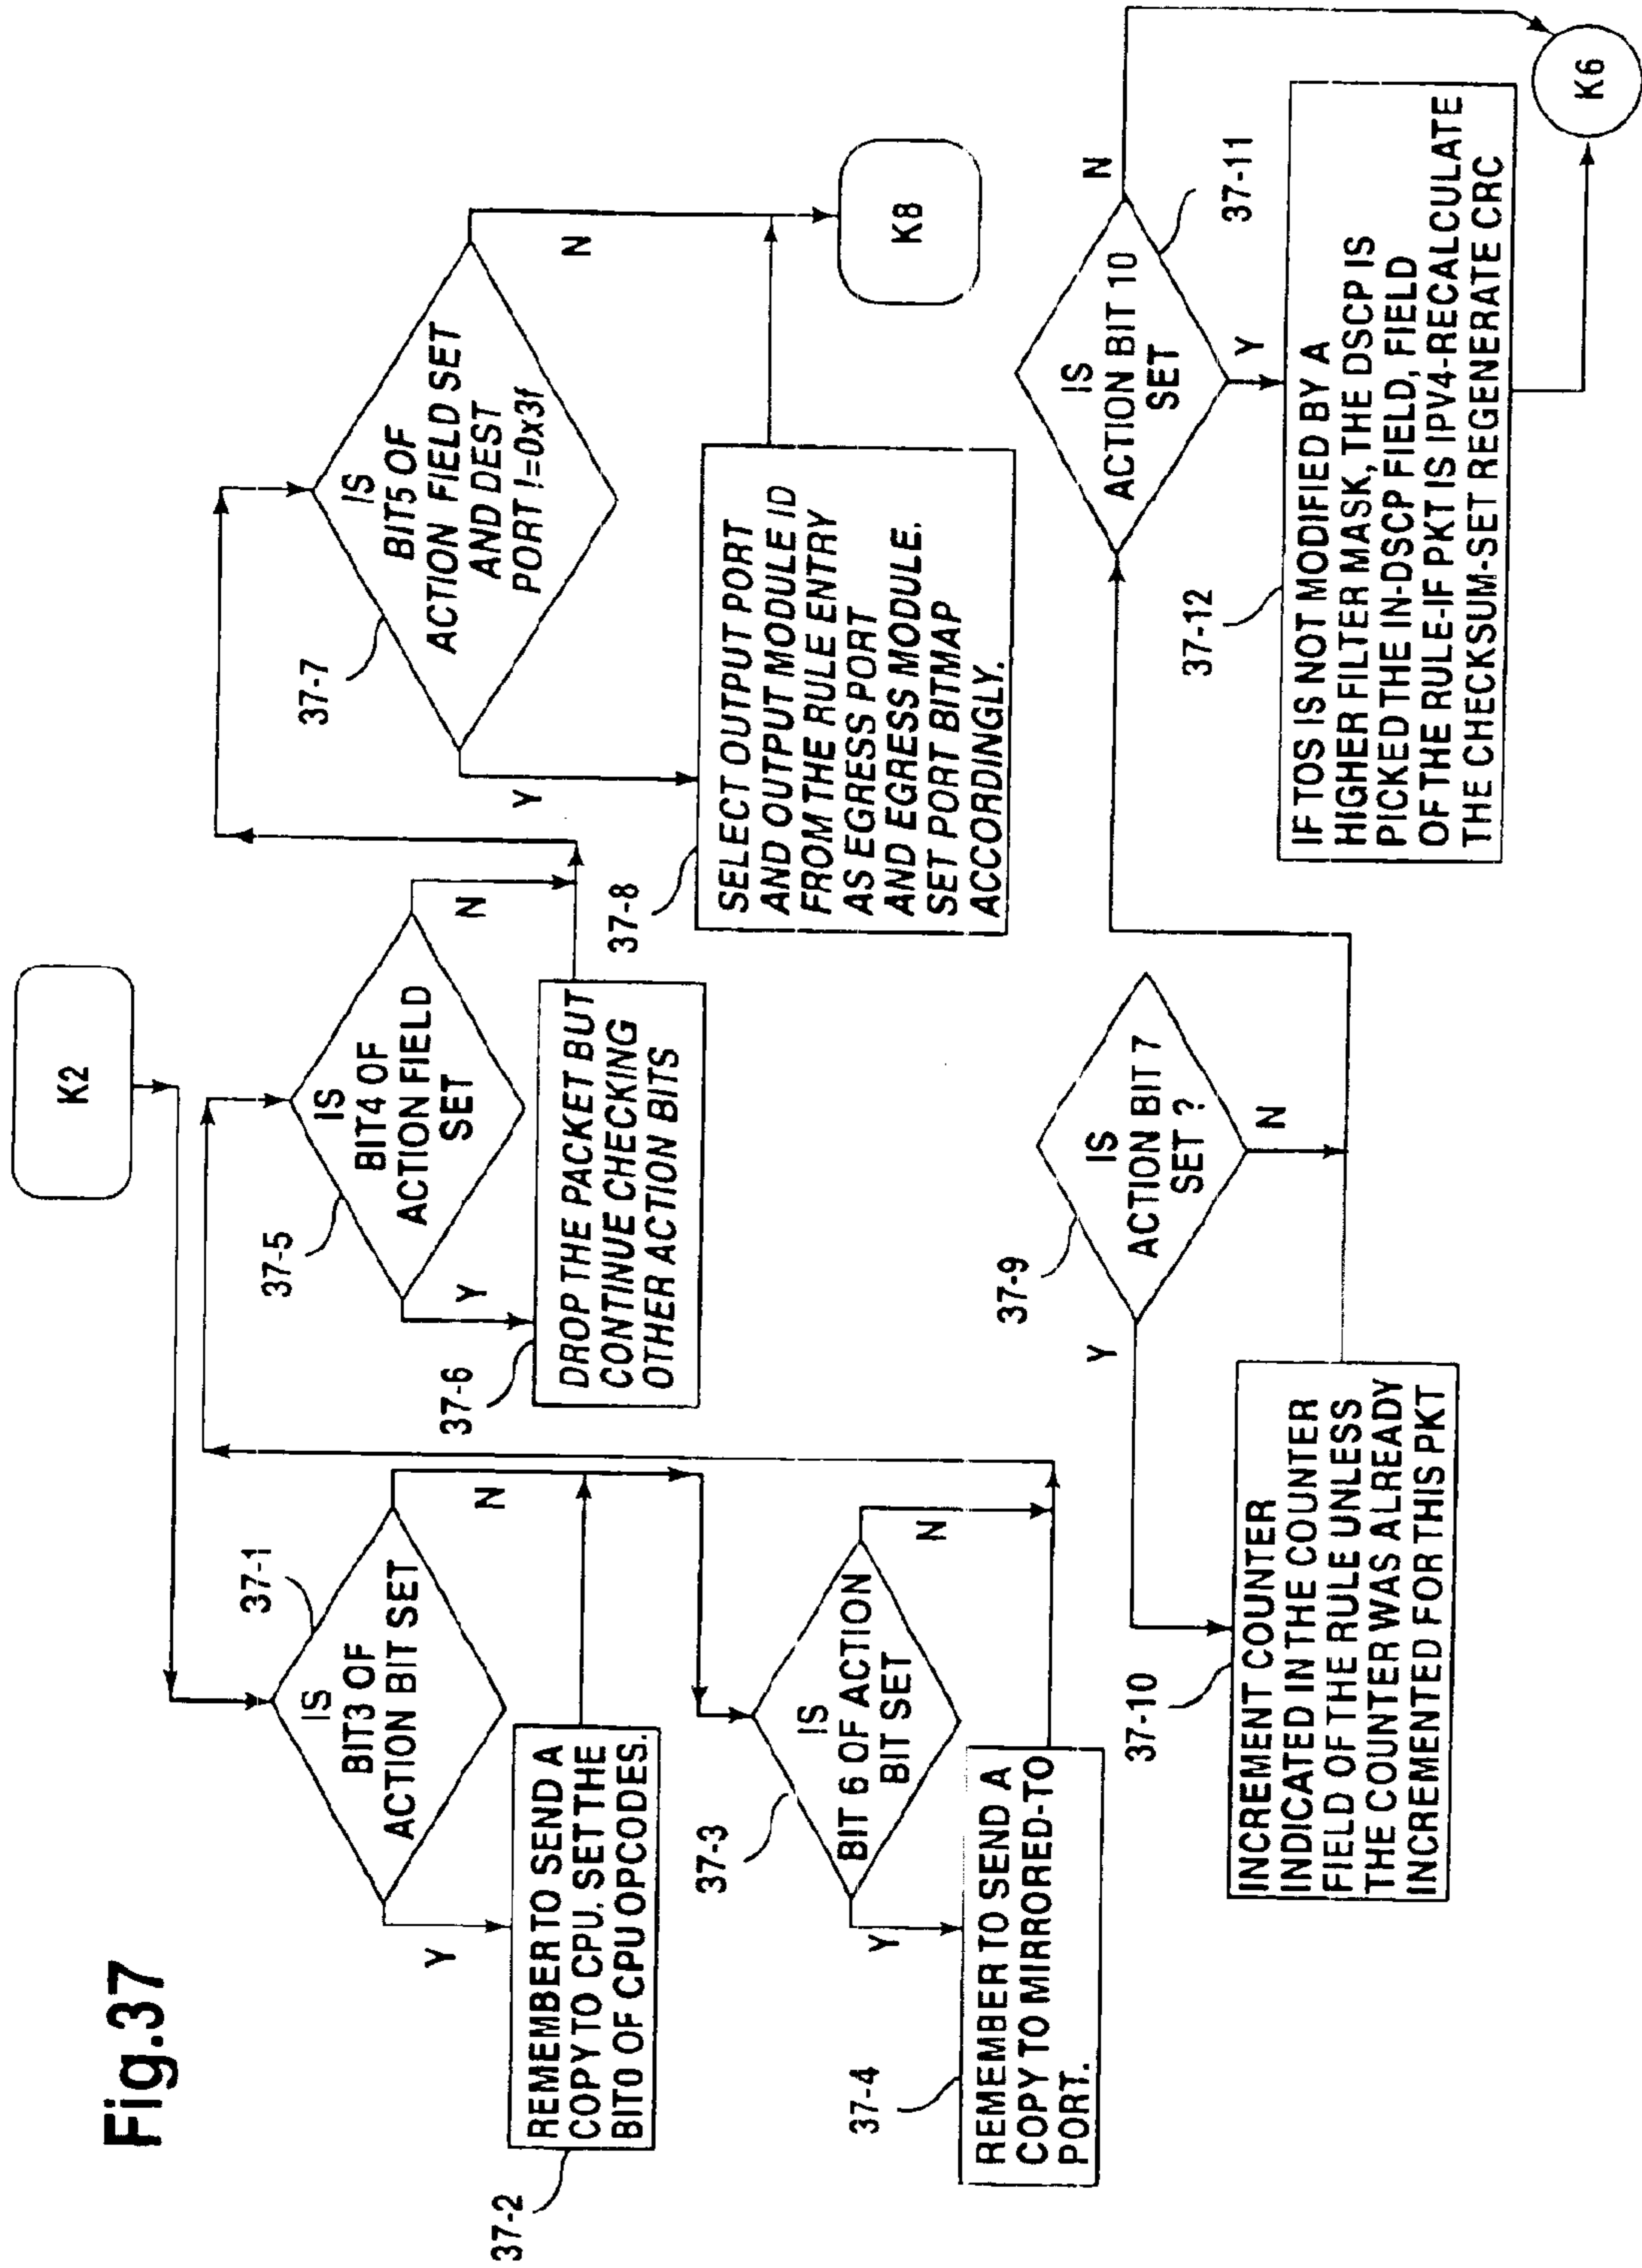 Fig.37
K2
37-1
IS
BIT3 OF
ACTION BIT SET
Y
N
37-2
REMEMBER TO SEND A
COPY TO CPU. SET THE
BIT0 OF CPU OPCODES.
37-3
IS
BIT 6 OF ACTION
BIT SET
Y
N
37-4
REMEMBER TO SEND A
COPY TO MIRRORED-TO
PORT.
37-5
IS
BIT4 OF
ACTION FIELD
SET
Y
N
37-6
DROP THE PACKET BUT
CONTINUE CHECKING
OTHER ACTION BITS
37-7
IS
BIT5 OF
ACTION FIELD SET
AND DEST
PORT !=0x3f
Y
N
37-8
SELECT OUTPUT PORT
AND OUTPUT MODULE ID
FROM THE RULE ENTRY
AS EGRESS PORT
AND EGRESS MODULE.
SET PORT BITMAP
ACCORDINGLY.
K8
37-9
IS
ACTION BIT 7
SET ?
Y
N
37-10
INCREMENT COUNTER
INDICATED IN THE COUNTER
FIELD OF THE RULE UNLESS
THE COUNTER WAS ALREADY
INCREMENTED FOR THIS PKT
37-11
IS
ACTION BIT 10
SET
N
Y
37-12
IF TOS IS NOT MODIFIED BY A
HIGHER FILTER MASK, THE DSCP IS
PICKED THE IN-DSCP FIELD, FIELD
OF THE RULE-IF PKT IS IPV4-RECALCULATE
THE CHECKSUM-SET REGENERATE CRC
K6